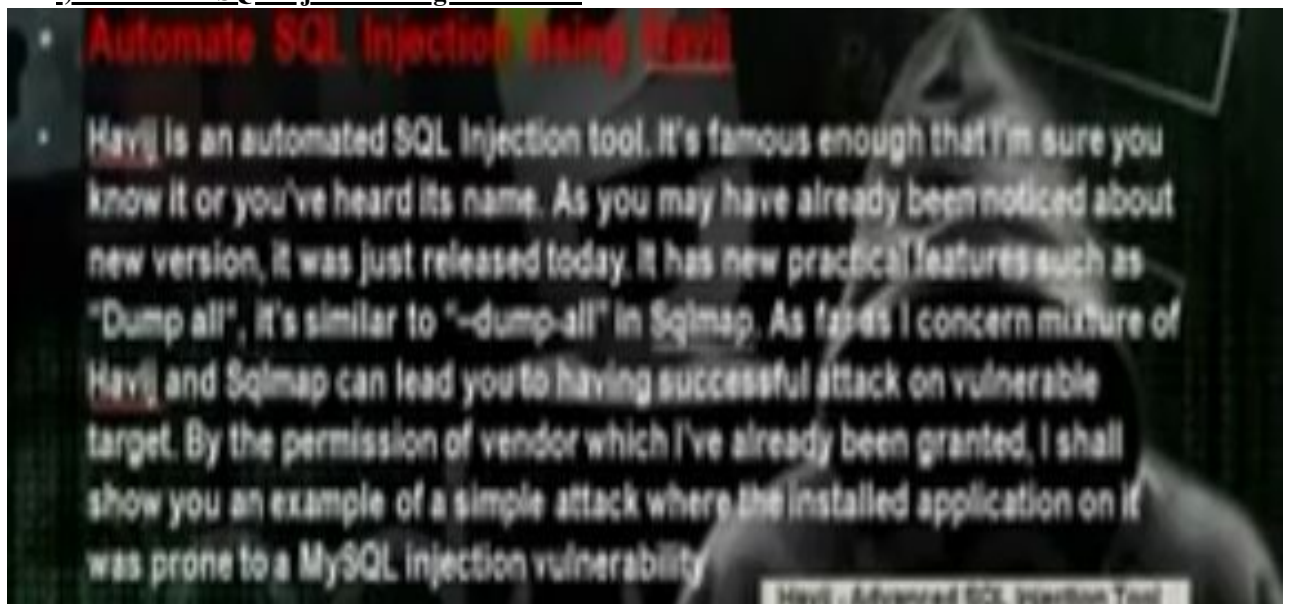 Automate SQL Injection using Havij
Havij is an automated SQL Injection tool. It's famous enough that I'm sure you
know it or you've heard its name. As you may have already been noticed about
new version, it was just released today. It has new practical features such as
"Dump all", it's similar to "--dump-all" in Sqlmap. As far as I concern mixture of
Havij and Sqlmap can lead you to having successful attack on vulnerable
target. By the permission of vendor which I've already been granted, I shall
show you an example of a simple attack where the installed application on it
was prone to a MySQL injection vulnerability
Havij - Advanced SQL Injection Tool